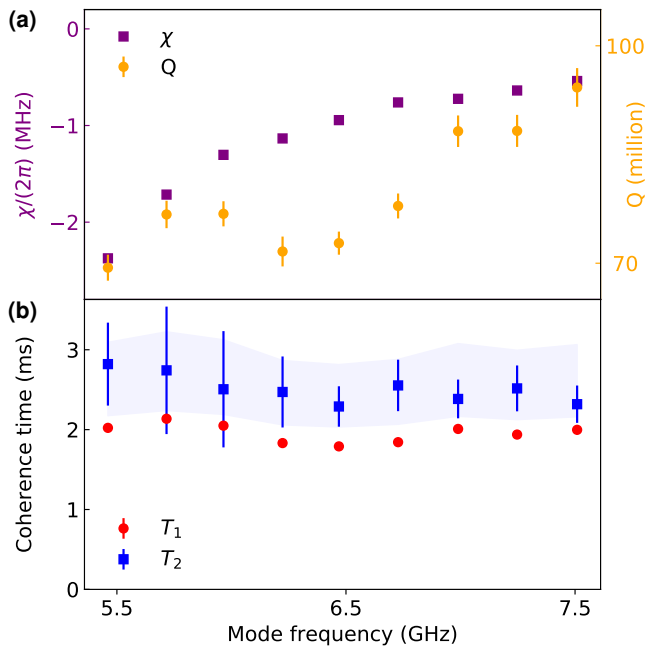 (a)
χ
Q
0
−1
−2
χ/(2π) (MHz)
100
70
Q (million)
(b)
3
2
1
0
Coherence time (ms)
T1
T2
5.5
6.5
7.5
Mode frequency (GHz)